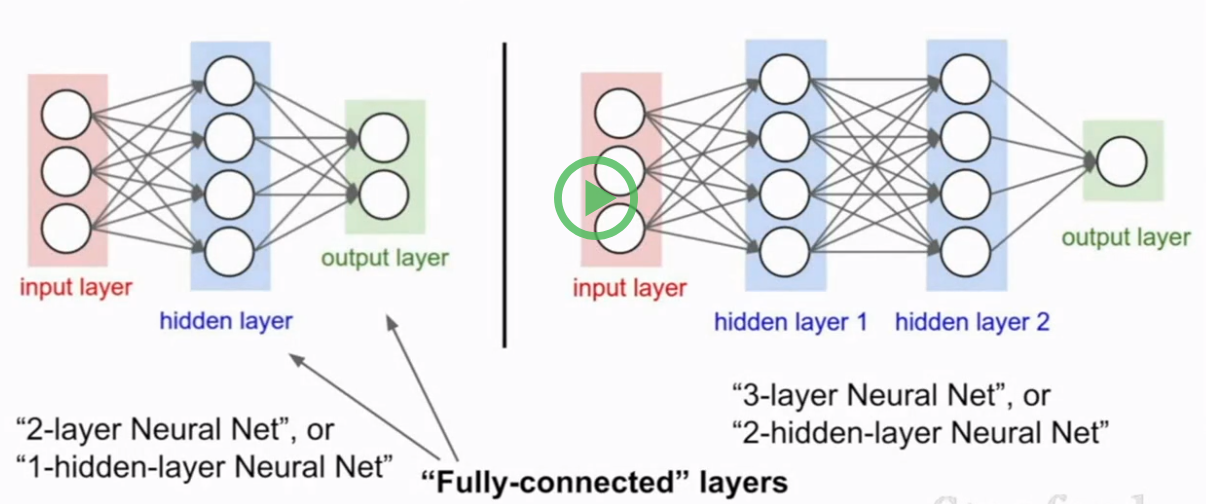 input layer
hidden layer
output layer
"2-layer Neural Net", or
"1-hidden-layer Neural Net"
"Fully-connected" layers
input layer
hidden layer 1
hidden layer 2
output layer
"3-layer Neural Net", or
"2-hidden-layer Neural Net"